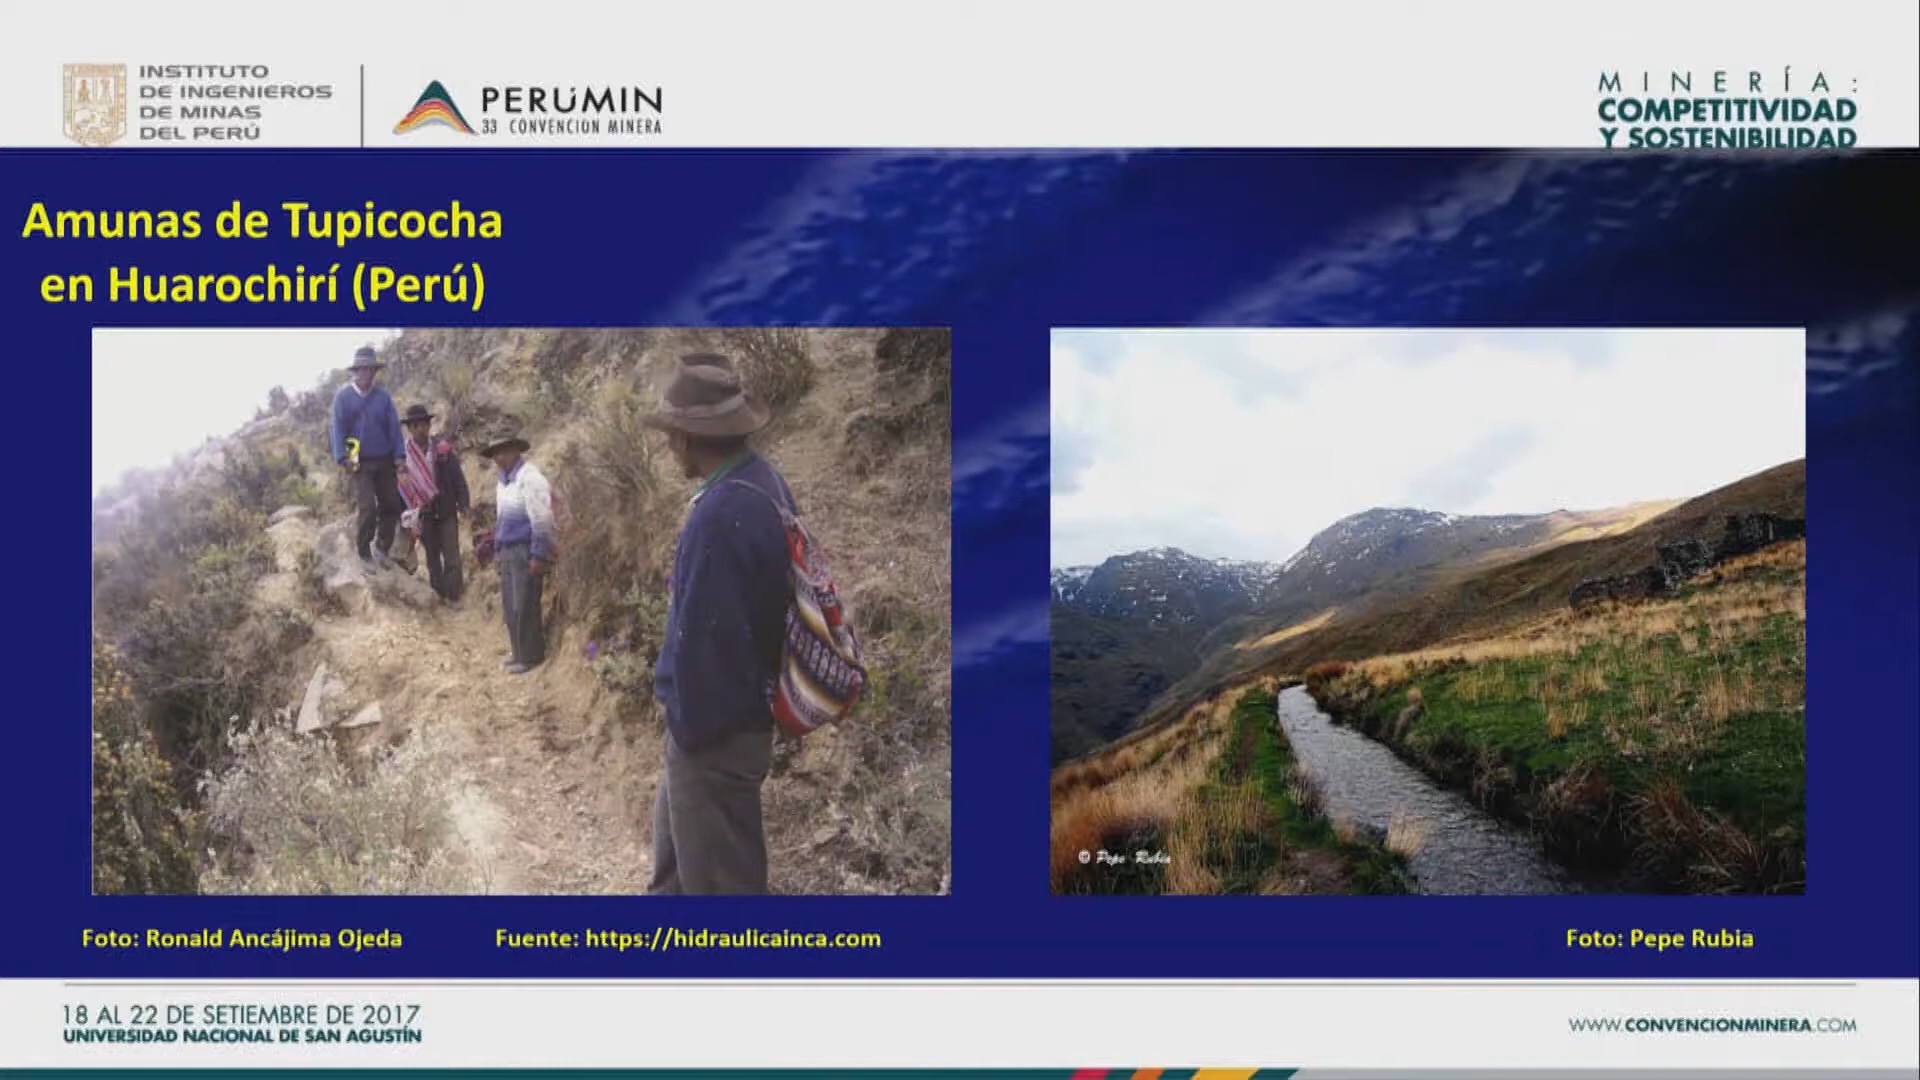 INSTITUTO
DE INGENIEROS
DE MINAS
DEL PERÚ
PERÚMIN
33 CONVENCIÓN MINERA
MINERÍA:
COMPETITIVIDAD
Y SOSTENIBILIDAD
Amunas de Tupicocha
en Huarochirí (Perú)
© Pepe Rubia
Foto: Ronald Ancájima Ojeda
Fuente: https://hidraulicainca.com
Foto: Pepe Rubia
18 AL 22 DE SETIEMBRE DE 2017
UNIVERSIDAD NACIONAL DE SAN AGUSTÍN
WWW.CONVENCIONMINERA.COM